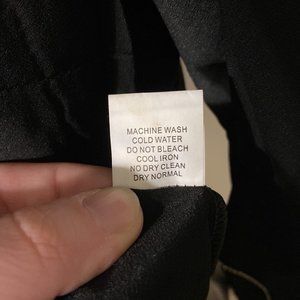 MACHINE WASH
COLD WATER
DO NOT BLEACH
COOL IRON
NO DRY CLEAN
DRY NORMAL